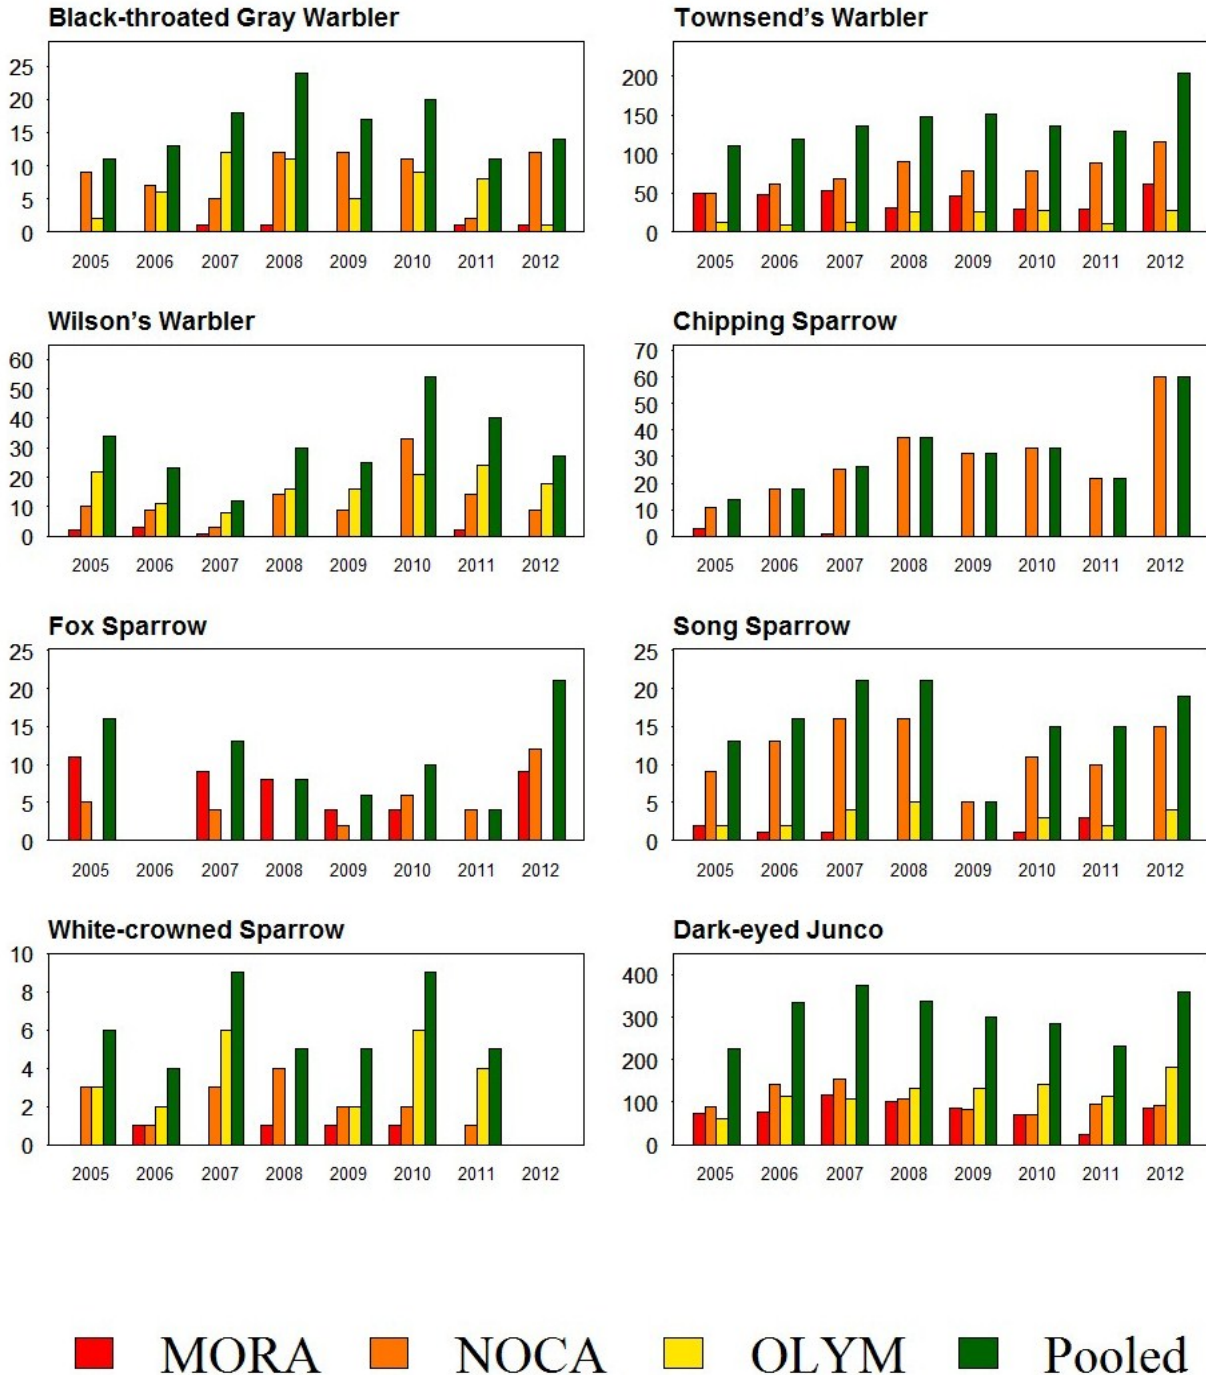 Black-throated Gray Warbler
25
20
15
10
5
0
2005 2006 2007 2008 2009 2010 2011 2012
Townsend’s Warbler
200
150
100
50
0
2005 2006 2007 2008 2009 2010 2011 2012
Wilson’s Warbler
60
50
40
30
20
10
0
2005 2006 2007 2008 2009 2010 2011 2012
Chipping Sparrow
70
60
50
40
30
20
10
0
2005 2006 2007 2008 2009 2010 2011 2012
Fox Sparrow
25
20
15
10
5
0
2005 2006 2007 2008 2009 2010 2011 2012
Song Sparrow
25
20
15
10
5
0
2005 2006 2007 2008 2009 2010 2011 2012
White-crowned Sparrow
10
8
6
4
2
0
2005 2006 2007 2008 2009 2010 2011 2012
Dark-eyed Junco
400
300
200
100
0
2005 2006 2007 2008 2009 2010 2011 2012
MORA NOCA OLYM Pooled